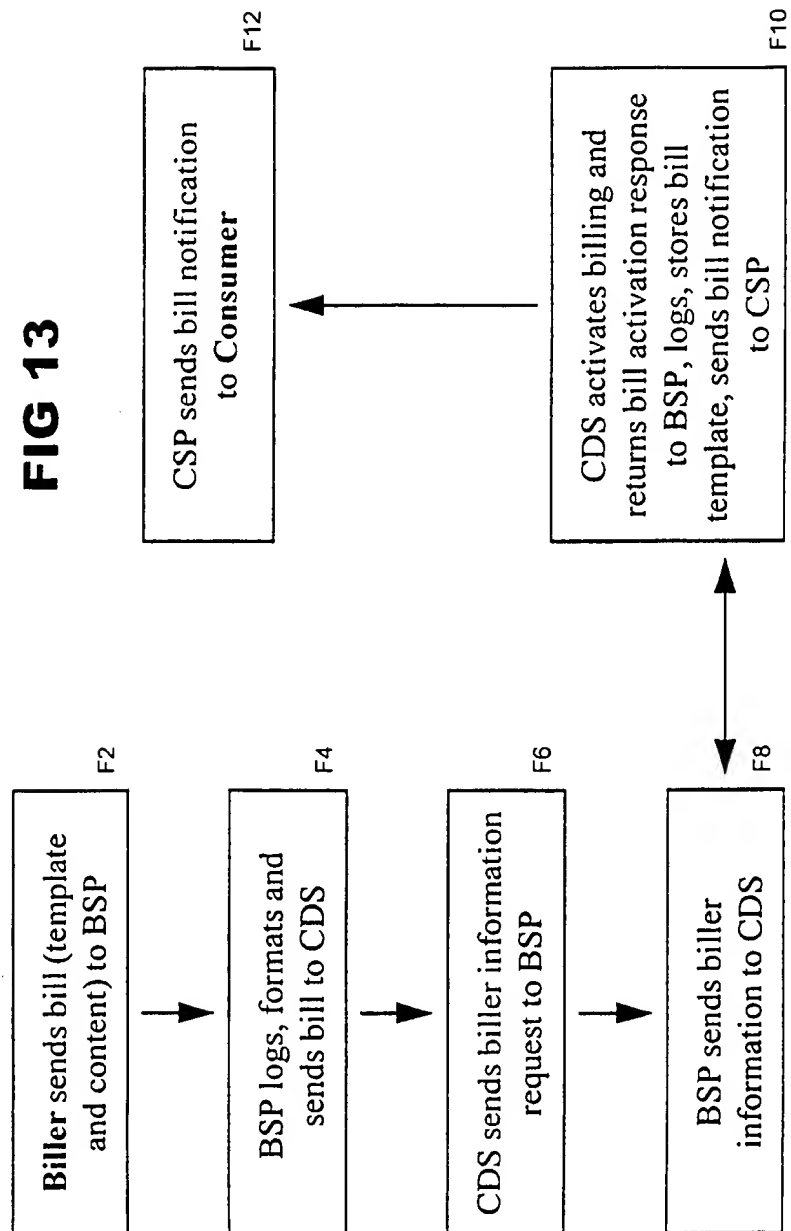 FIG 13
Biller sends bill (template
and content) to BSP
F2
BSP logs, formats and
sends bill to CDS
F4
CDS sends biller information
request to BSP
F6
BSP sends biller
information to CDS
F8
CDS activates billing and
returns bill activation response
to BSP, logs, stores bill
template, sends bill notification
to CSP
F10
CSP sends bill notification
to Consumer
F12